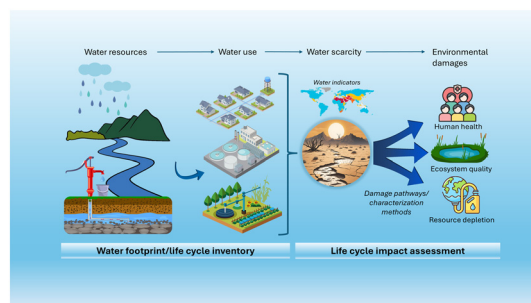 Water resources
Water use
Water scarcity
Environmental
damages
Water indicators
Human health
Ecosystem quality
Damage pathways/
characterization
methods
Resource depletion
Water footprint/life cycle inventory
Life cycle impact assessment